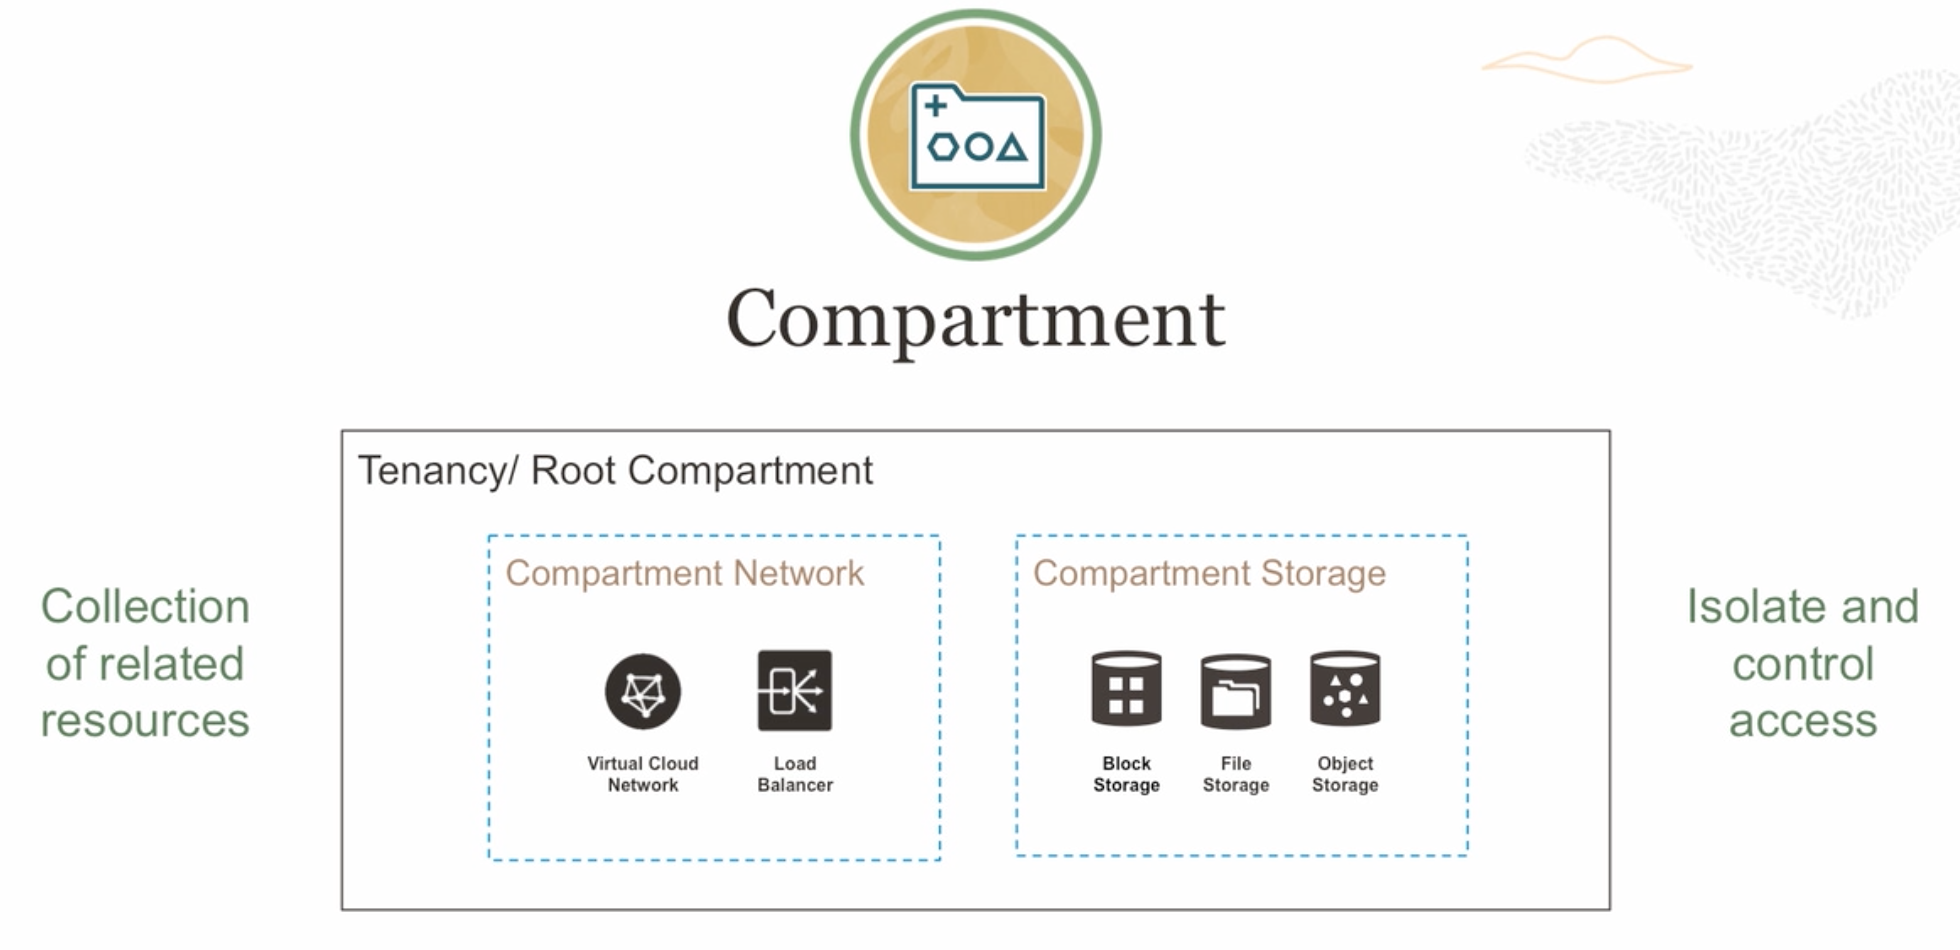 Compartment
Tenancy/ Root Compartment
Collection
of related
resources
Compartment Network
Virtual Cloud
Network
Load
Balancer
Compartment Storage
Block
Storage
File
Storage
Object
Storage
Isolate and
control
access